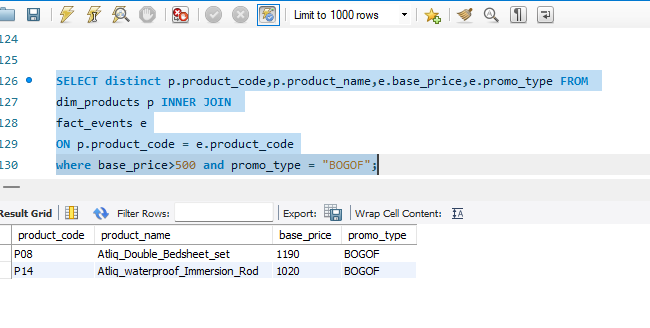 Limit to 1000 rows
124
125
126 SELECT distinct p.product_code,p.product_name,e.base_price,e.promo_type FROM
127 dim_products p INNER JOIN
128 fact_events e
129 ON p.product_code = e.product_code
130 where base_price>500 and promo_type = "BOGOF";
Result Grid Filter Rows: Export: Wrap Cell Content:
product_code product_name base_price promo_type
P08 Atliq_Double_Bedsheet_set 1190 BOGOF
P14 Atliq_waterproof_Immersion_Rod 1020 BOGOF